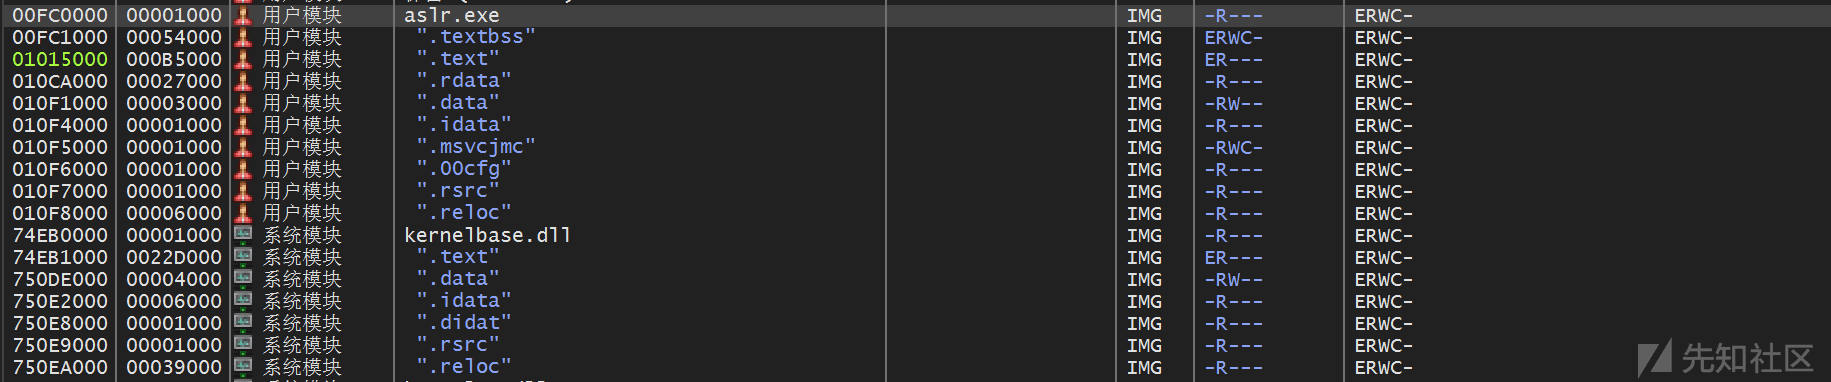 00FC0000 00001000 用户模块 aslr.exe IMG -R--- ERWC-
00FC1000 00054000 用户模块 ".textbss" IMG ERWC- ERWC-
01015000 000B5000 用户模块 ".text" IMG ER--- ERWC-
010CA000 00027000 用户模块 ".rdata" IMG -R--- ERWC-
010F1000 00003000 用户模块 ".data" IMG -RW-- ERWC-
010F4000 00001000 用户模块 ".idata" IMG -R--- ERWC-
010F5000 00001000 用户模块 ".msvcjmc" IMG -RWC- ERWC-
010F6000 00001000 用户模块 ".00cfg" IMG -R--- ERWC-
010F7000 00001000 用户模块 ".rsrc" IMG -R--- ERWC-
010F8000 00006000 用户模块 ".reloc" IMG -R--- ERWC-
74EB0000 00001000 系统模块 kernelbase.dll IMG -R--- ERWC-
74EB1000 0022D000 系统模块 ".text" IMG ER--- ERWC-
750DE000 00004000 系统模块 ".data" IMG -RW-- ERWC-
750E2000 00006000 系统模块 ".idata" IMG -R--- ERWC-
750E8000 00001000 系统模块 ".didat" IMG -R--- ERWC-
750E9000 00001000 系统模块 ".rsrc" IMG -R--- ERWC-
750EA000 00039000 系统模块 ".reloc" IMG -R--- ERWC-
先知社区